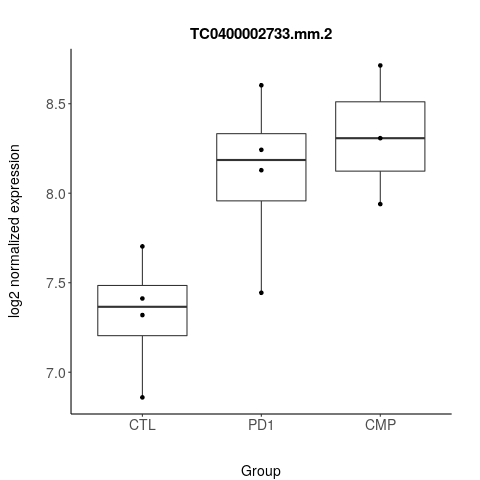 TC0400002733.mm.2
log2 normalized expression
8.5
8.0
7.5
7.0
CTL PD1 CMP
Group